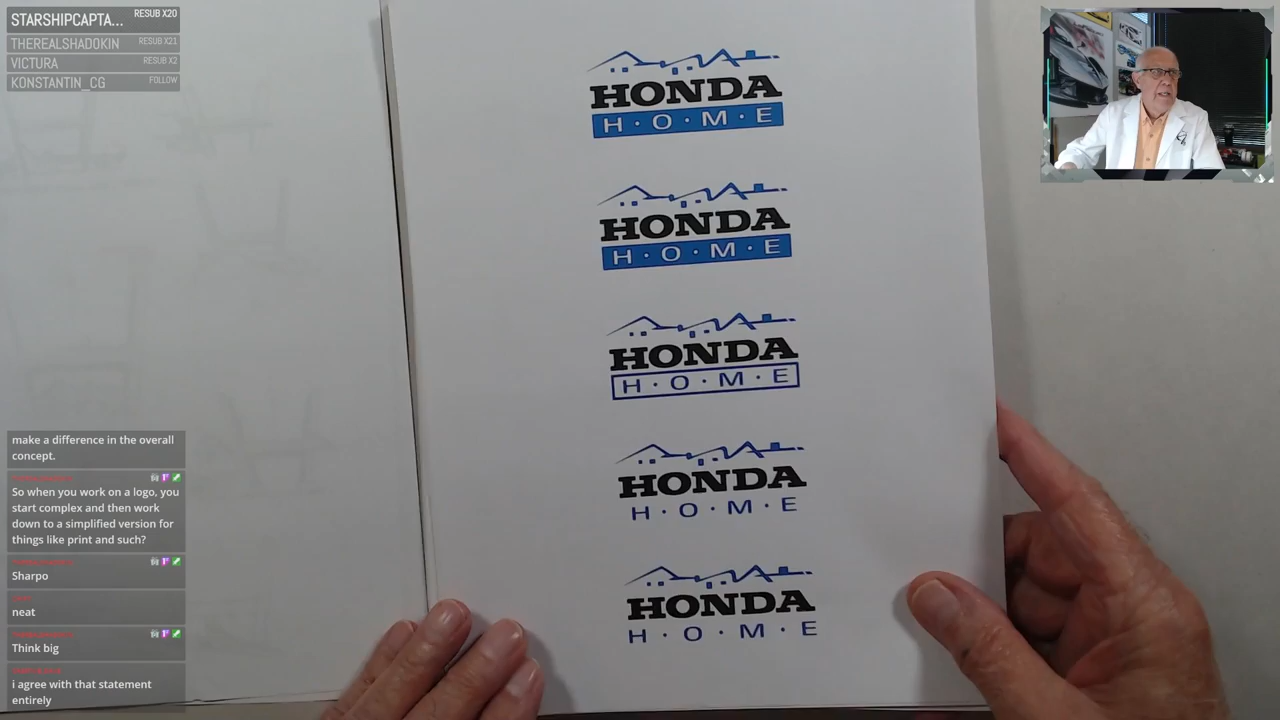 STARSHIPCAPTA... RESUB X20
THEREALSHADOKIN RESUB X21
VICTURA RESUB X2
KONSTANTIN_CG FOLLOW
HONDA
H·O·M·E
HONDA
H·O·M·E
HONDA
H·O·M·E
HONDA
H·O·M·E
HONDA
H·O·M·E
make a difference in the overall
concept.
So when you work on a logo, you
start complex and then work
down to a simplified version for
things like print and such?
Sharpo
neat
Think big
i agree with that statement
entirely